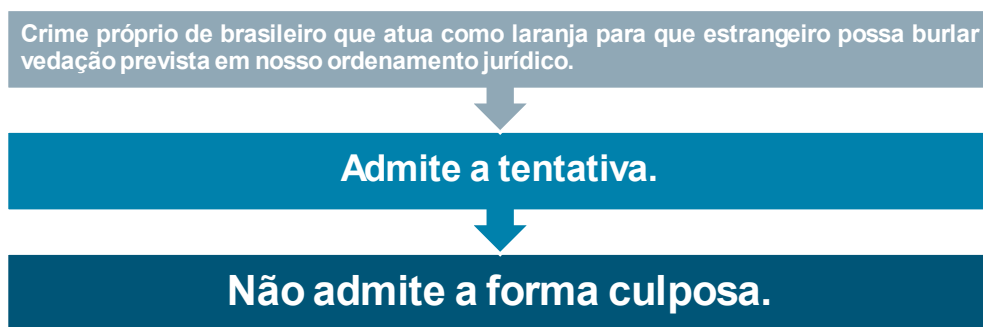 Crime próprio de brasileiro que atua como laranja para que estrangeiro possa burlar
vedação prevista em nosso ordenamento jurídico.
Admite a tentativa.
Não admite a forma culposa.